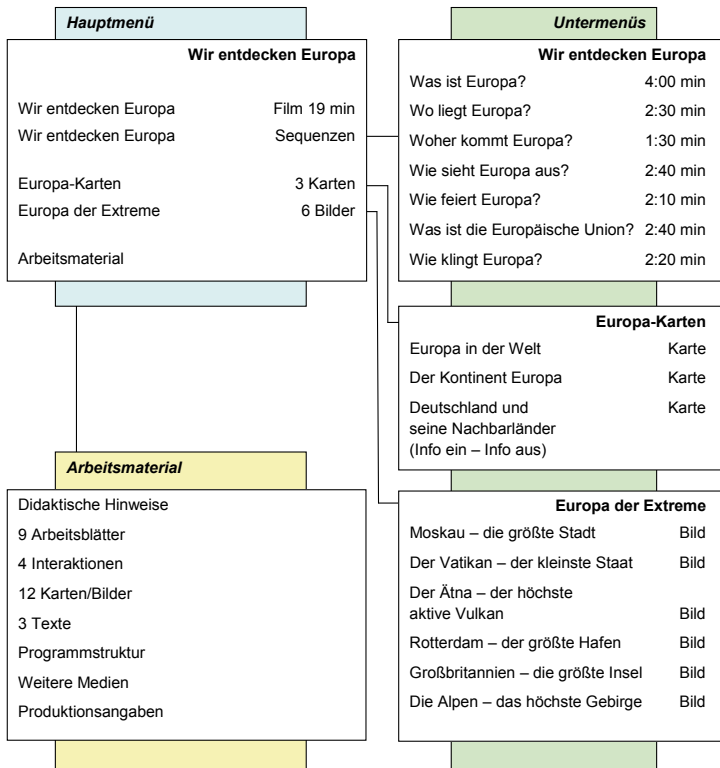 Hauptmenü
Wir entdecken Europa
Wir entdecken Europa Film 19 min
Wir entdecken Europa Sequenzen
Europa-Karten 3 Karten
Europa der Extreme 6 Bilder
Arbeitsmaterial
Untermenüs
Wir entdecken Europa
Was ist Europa? 4:00 min
Wo liegt Europa? 2:30 min
Woher kommt Europa? 1:30 min
Wie sieht Europa aus? 2:40 min
Wie feiert Europa? 2:10 min
Was ist die Europäische Union? 2:40 min
Wie klingt Europa? 2:20 min
Europa-Karten
Europa in der Welt Karte
Der Kontinent Europa Karte
Deutschland und Karte
seine Nachbarländer
(Info ein – Info aus)
Europa der Extreme
Moskau – die größte Stadt Bild
Der Vatikan – der kleinste Staat Bild
Der Ätna – der höchste
aktive Vulkan Bild
Rotterdam – der größte Hafen Bild
Großbritannien – die größte Insel Bild
Die Alpen – das höchste Gebirge Bild
Arbeitsmaterial
Didaktische Hinweise
9 Arbeitsblätter
4 Interaktionen
12 Karten/Bilder
3 Texte
Programmstruktur
Weitere Medien
Produktionsangaben